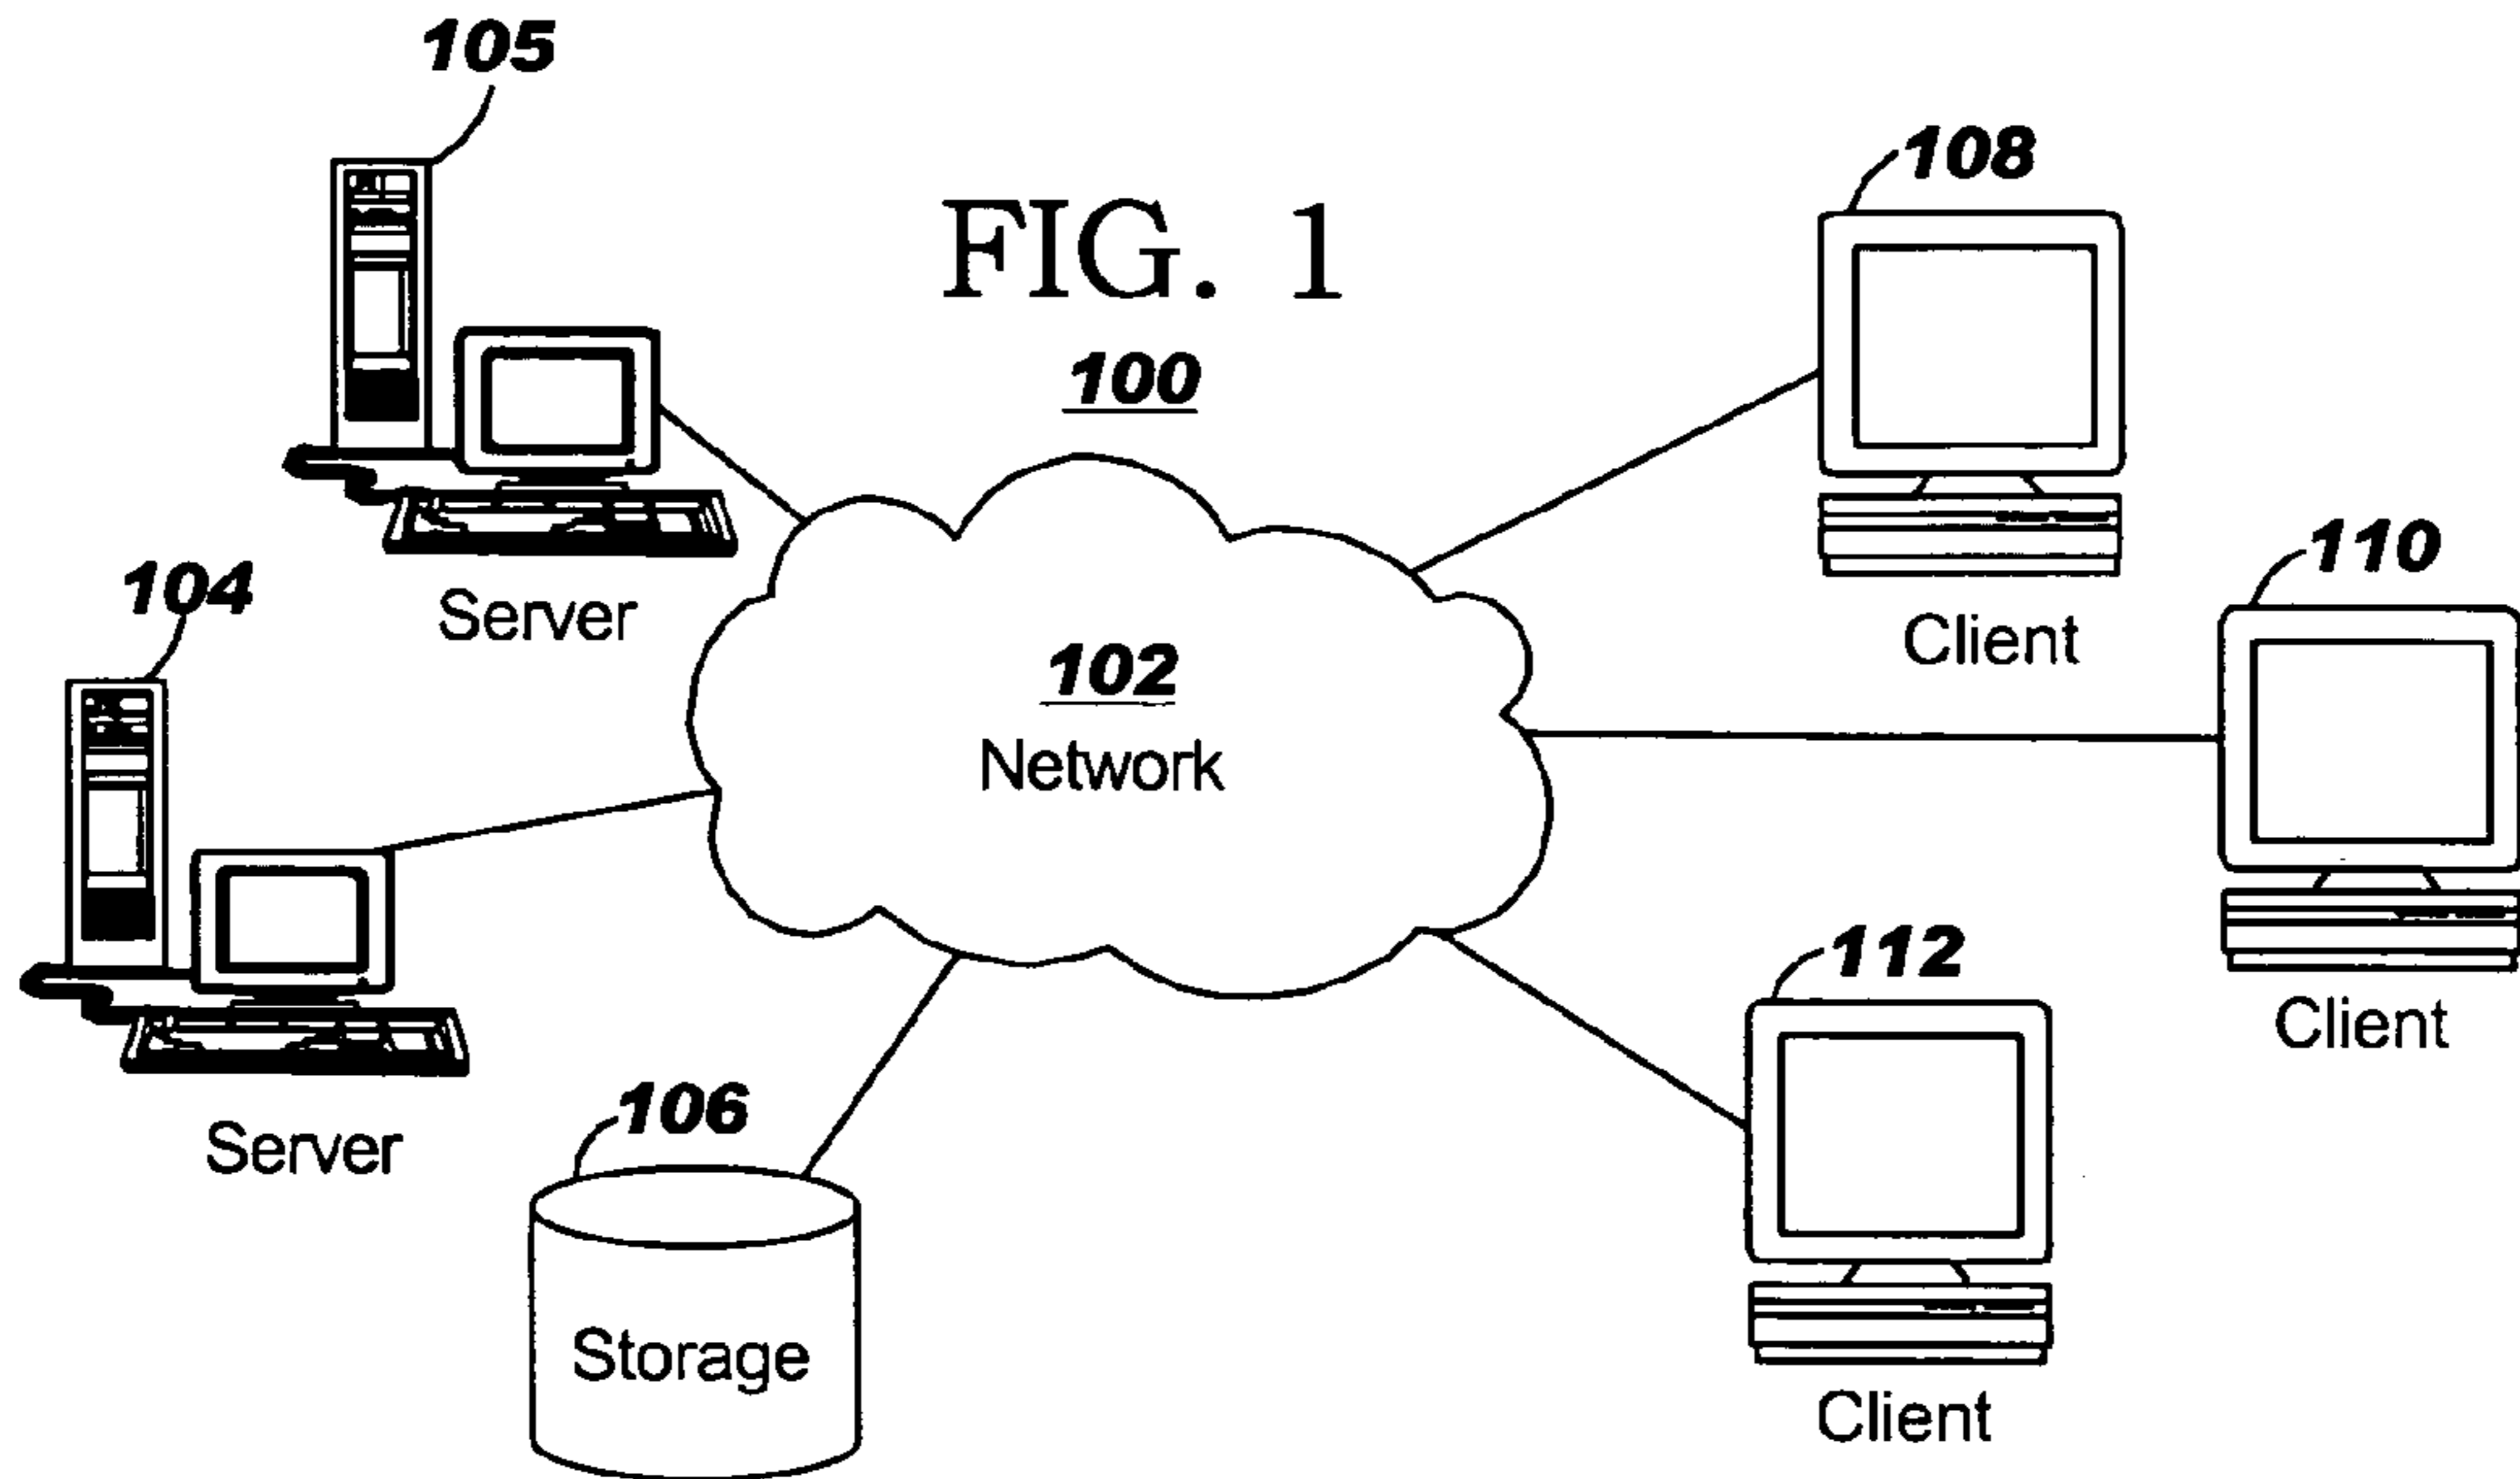 105
FIG. 1
108
100
110
104
Server
Client
102
Network
112
Client
106
Server
Storage
Client